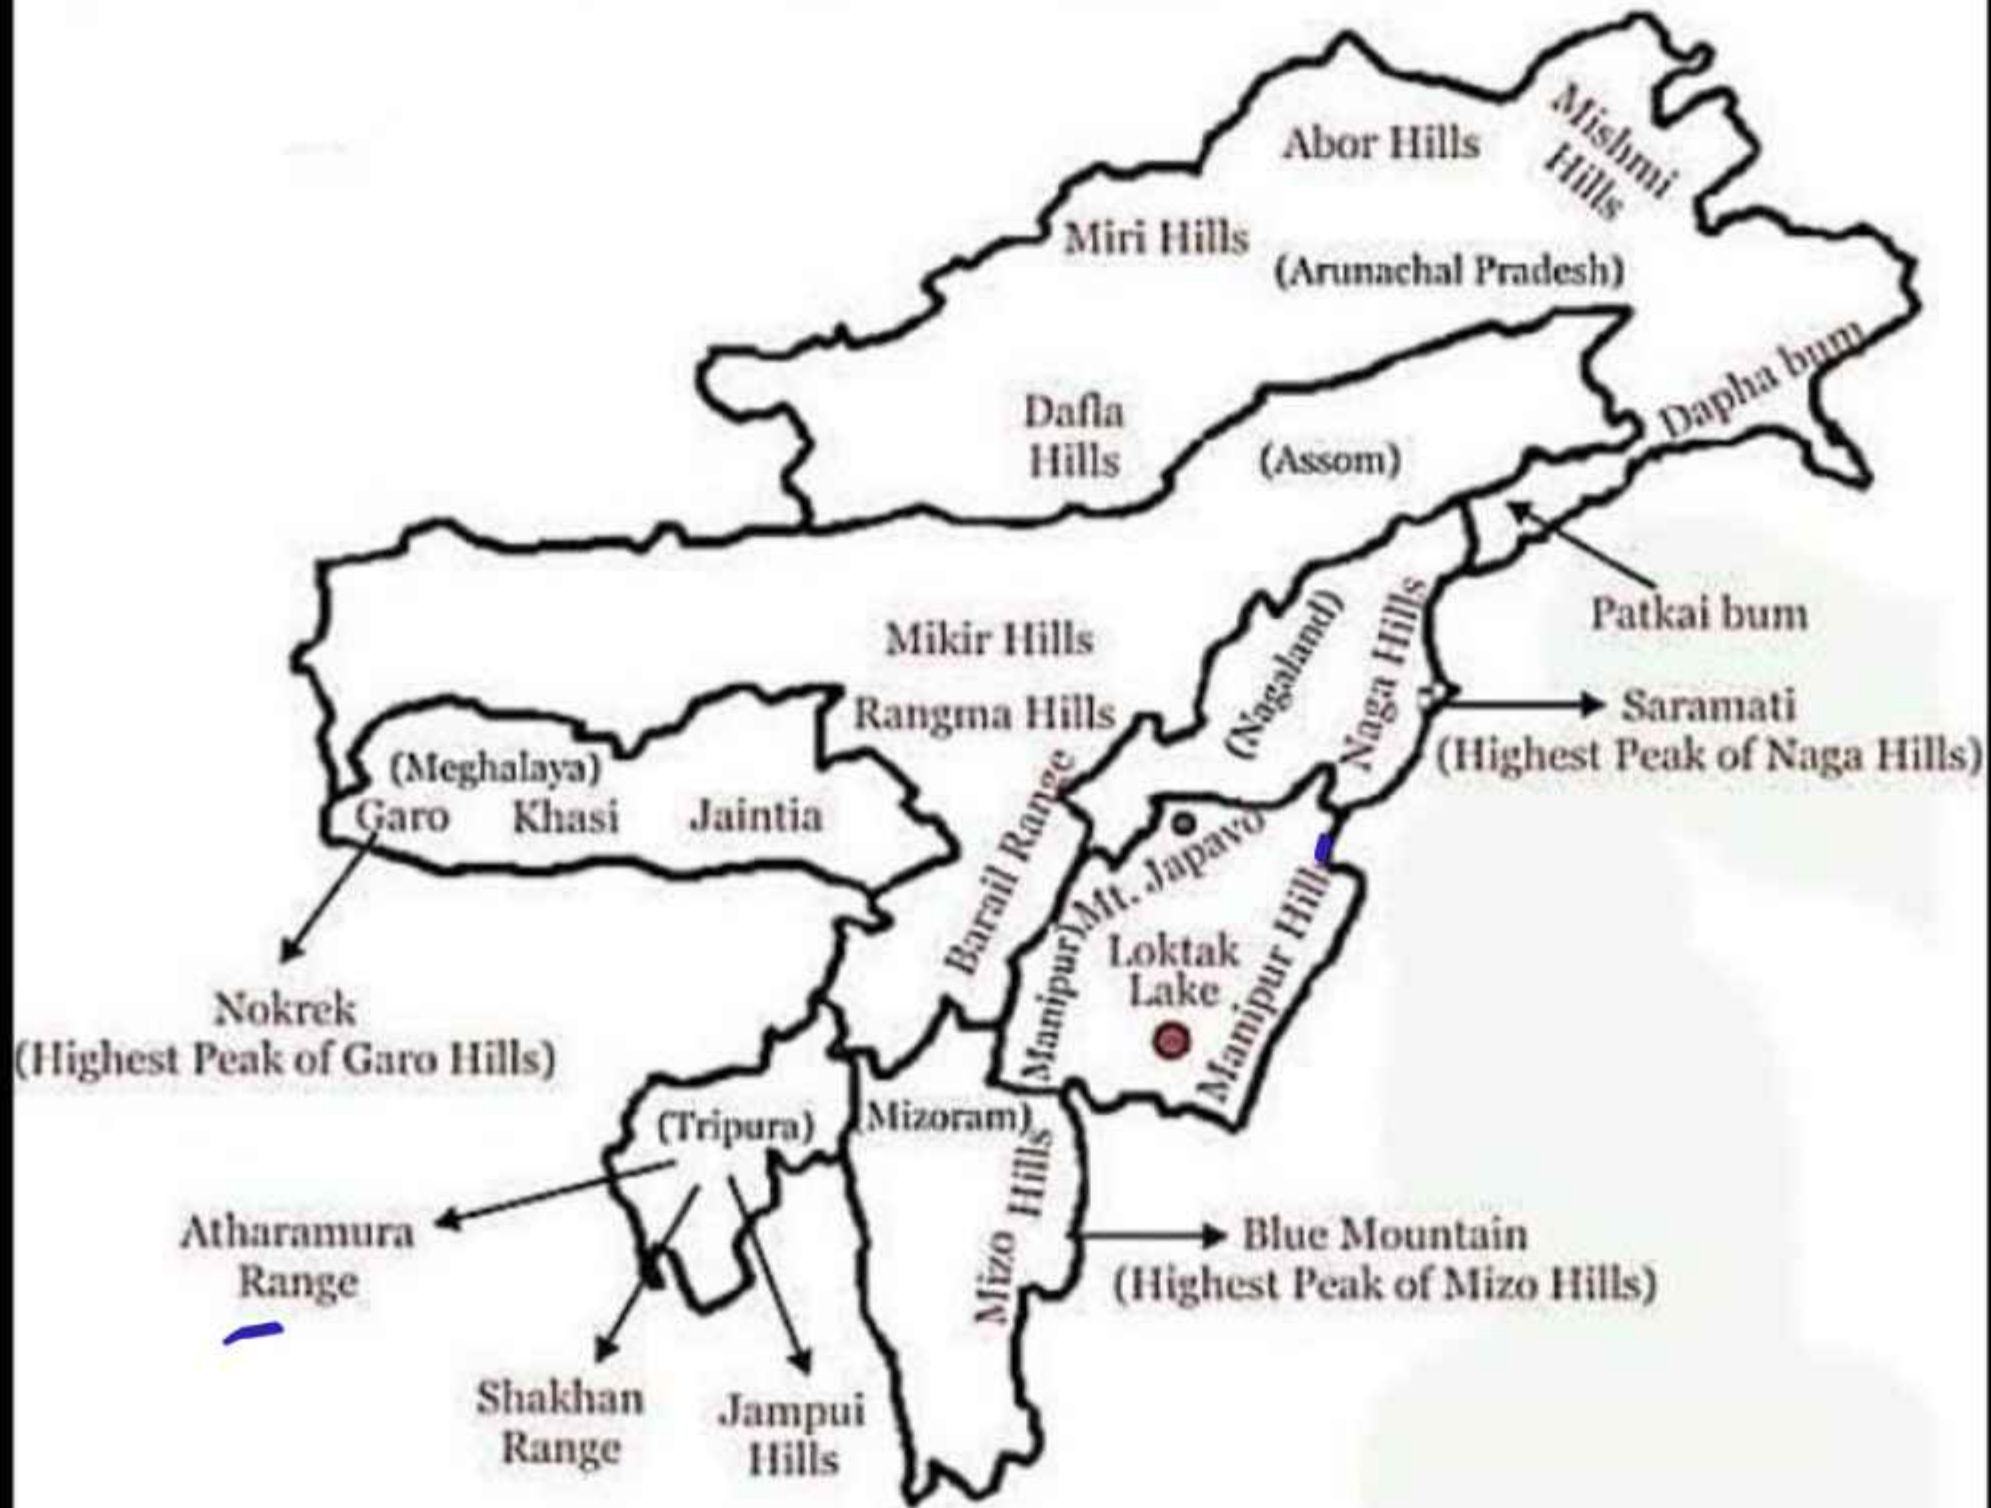 Abor Hills
Mishmi
Hills
Miri Hills
(Arunachal Pradesh)
Dapha bum
Dafla
Hills
(Assom)
Patkai bum
Mikir Hills
Rangma Hills
(Nagaland)
Naga Hills
Saramati
(Highest Peak of Naga Hills)
(Meghalaya)
Garo Khasi Jaintia
Barail Range
Mt. Japavo
(Manipur)
Loktak
Lake
Manipur Hills
Nokrek
(Highest Peak of Garo Hills)
(Tripura)
(Mizoram)
Mizo Hills
Atharamura
Range
Blue Mountain
(Highest Peak of Mizo Hills)
Shakhan
Range
Jampui
Hills